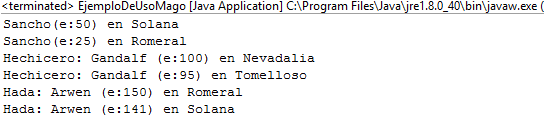 <terminated> EjemploDeUsoMago [Java Application] C:\Program Files\Java\jre1.8.0_40\bin\javaw.exe (
Sancho(e:50) en Solana
Sancho(e:25) en Romeral
Hechicero: Gandalf (e:100) en Nevadalia
Hechicero: Gandalf (e:95) en Tomelloso
Hada: Arwen (e:150) en Romeral
Hada: Arwen (e:141) en Solana